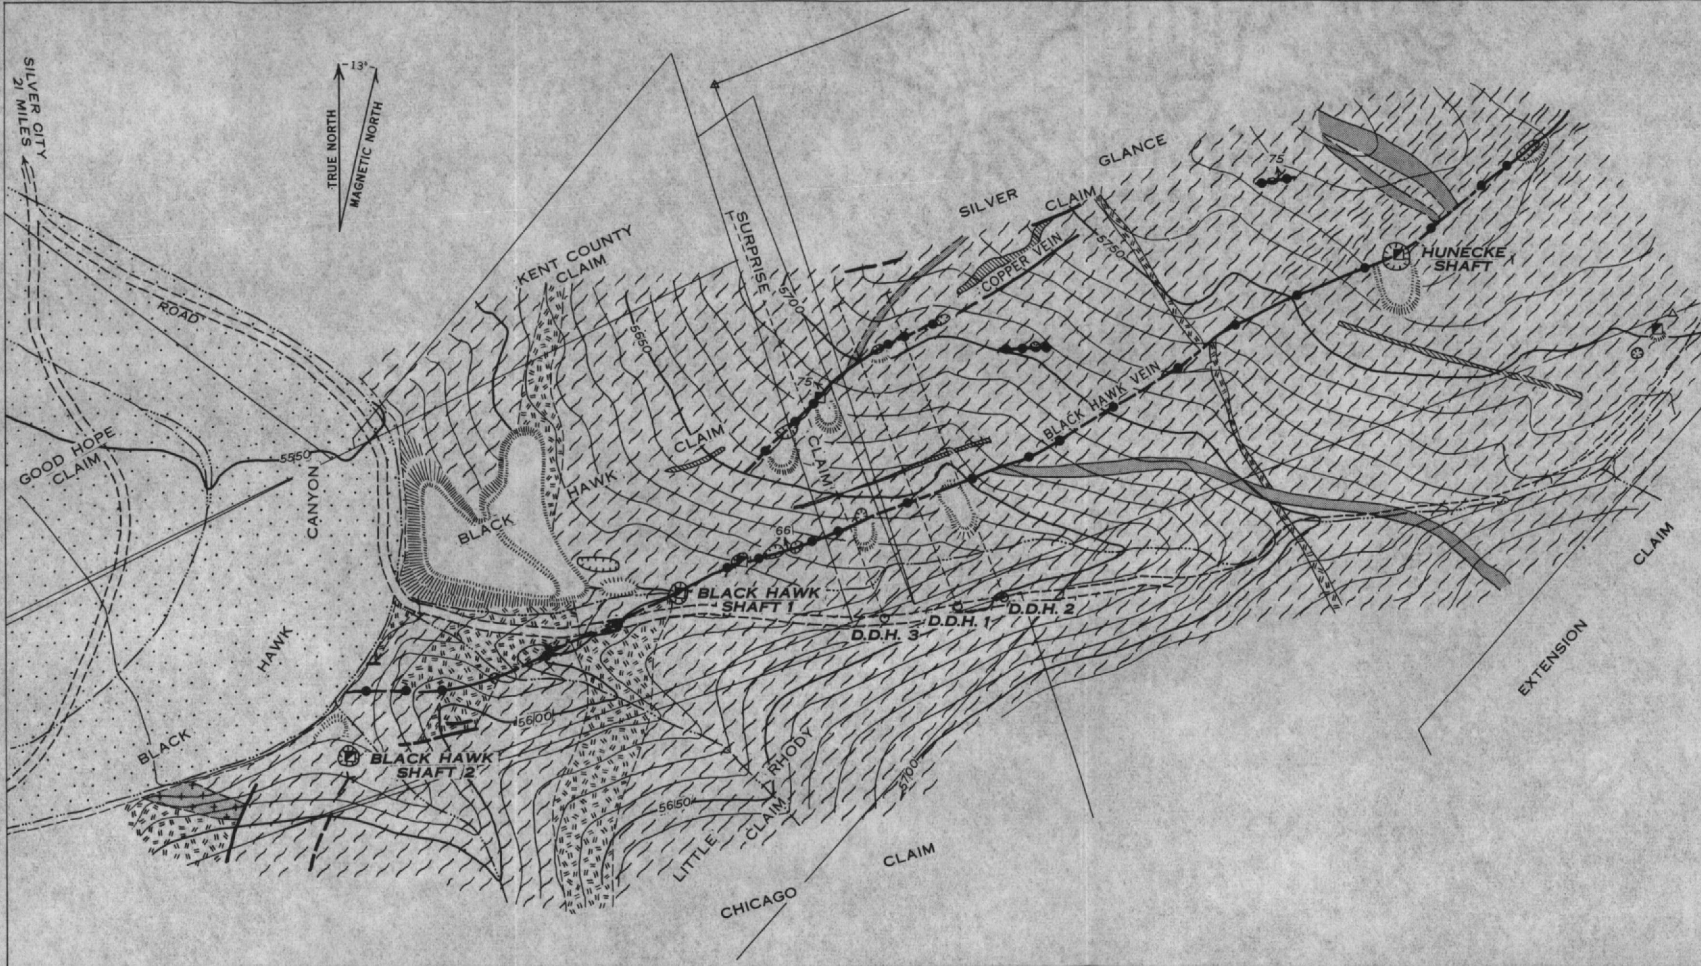 SILVER CITY
21 MILES
-13°-
TRUE NORTH
MAGNETIC NORTH
ROAD
GOOD HOPE
CLAIM
5550
CANYON
HAWK
BLACK
KENT COUNTY
CLAIM
5650
SURPRISE
CLAIM
5700
SILVER
GLANCE
CLAIM
COPPER VEIN
5750
75
HUNECKE
SHAFT
75
BLACK HAWK VEIN
BLACK
HAWK
CLAIM
66
BLACK HAWK
SHAFT 1
D.D.H. 3
D.D.H. 1
D.D.H. 2
5600
BLACK HAWK
SHAFT 2
5650
LITTLE
RHODY
CLAIM
5700
CHICAGO
CLAIM
EXTENSION
CLAIM